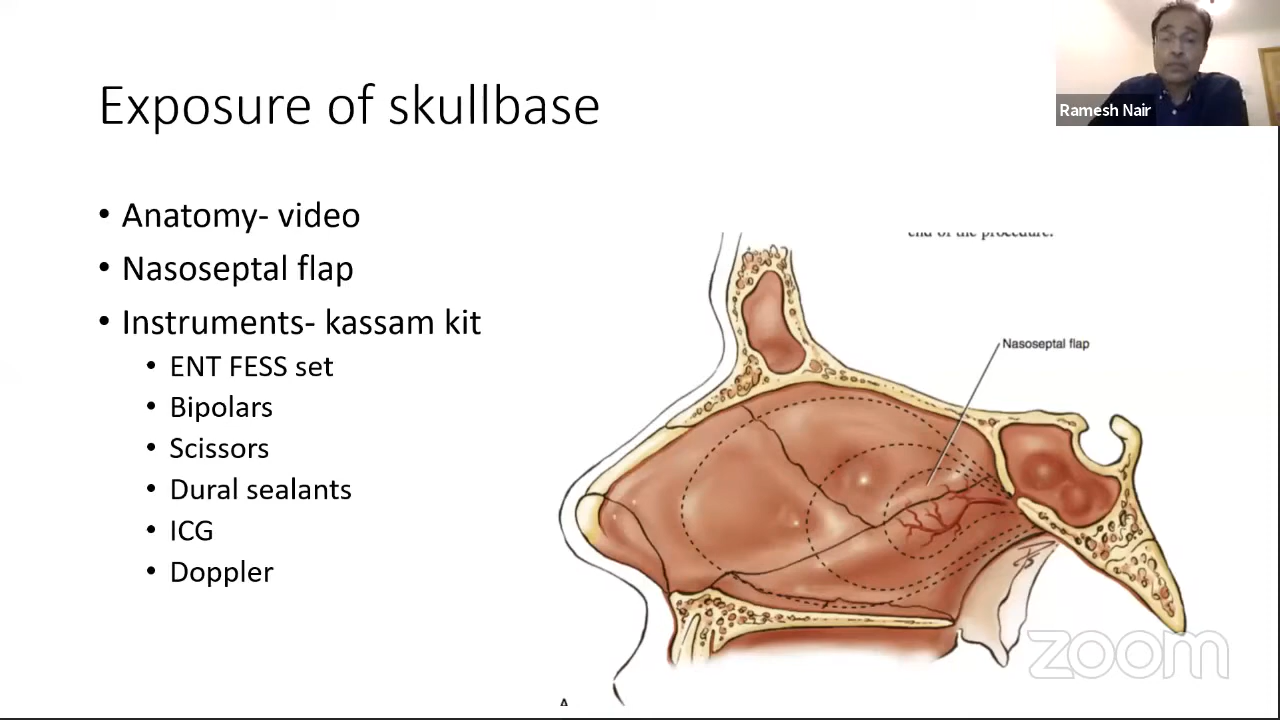 Exposure of skullbase
Ramesh Nair
• Anatomy- video
• Nasoseptal flap
• Instruments- kassam kit
• ENT FESS set
• Bipolars
• Scissors
• Dural sealants
• ICG
• Doppler
end of the procedure.
Nasoseptal flap
zoom
A